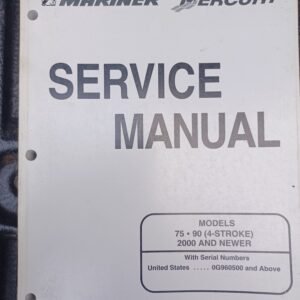 MARINER MERCURY
SERVICE
MANUAL
MODELS
75 • 90 (4-STROKE)
2000 AND NEWER
With Serial Numbers
United States ..... 0G960500 and Above